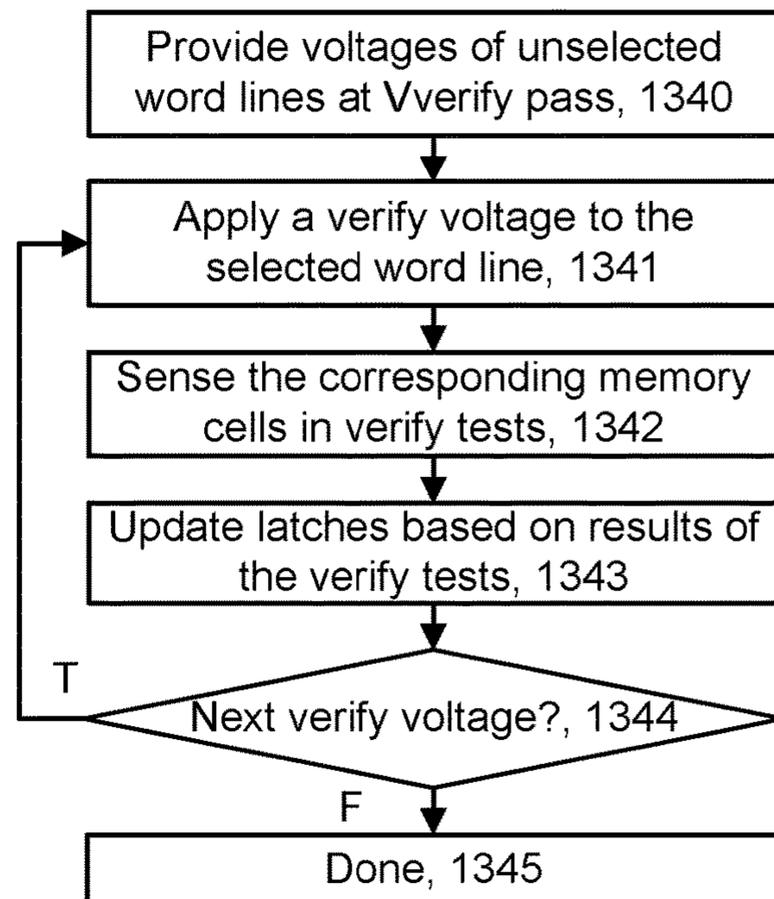 Provide voltages of unselected
word lines at Vverify pass, 1340
Apply a verify voltage to the
selected word line, 1341
Sense the corresponding memory
cells in verify tests, 1342
Update latches based on results of
the verify tests, 1343
T
Next verify voltage?, 1344
F
Done, 1345